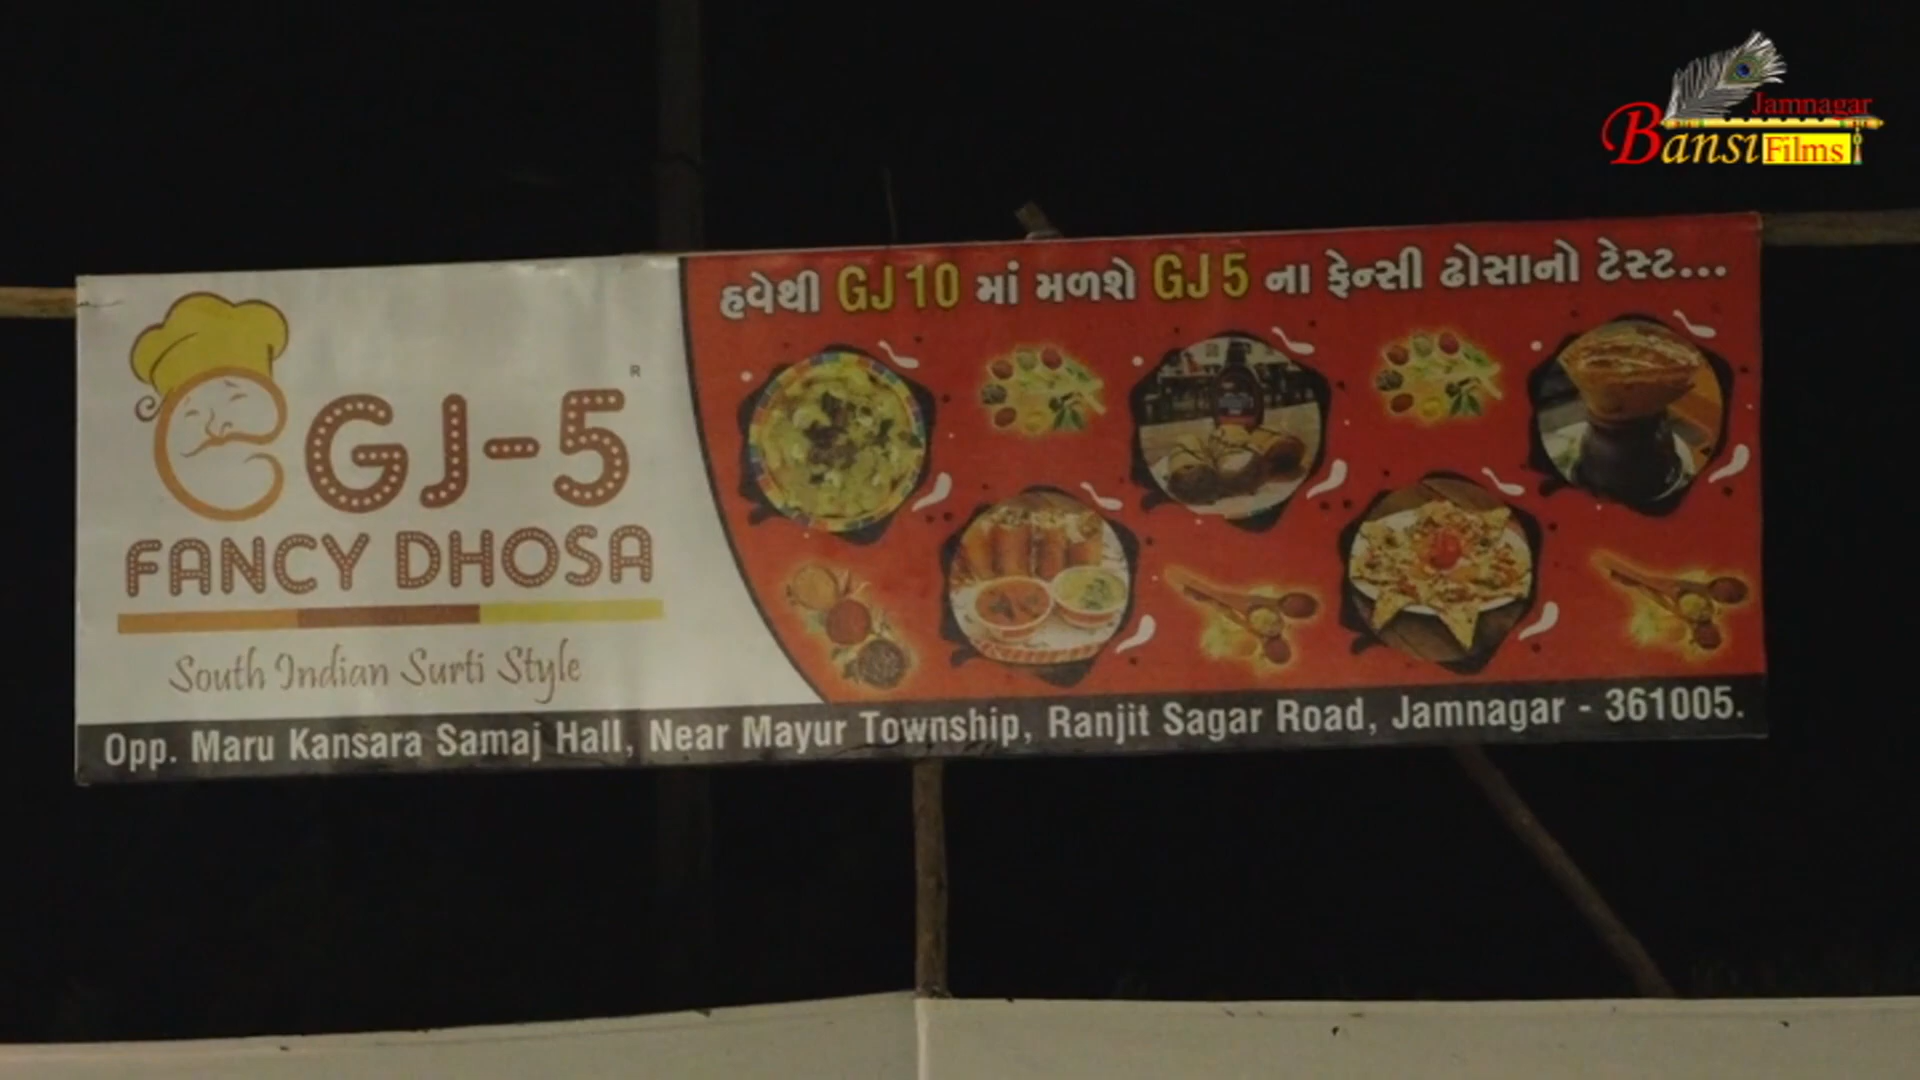 Jamnagar
Bansi Films
હવેથી GJ 10 માં મળશે GJ 5 ના ફેન્સી ઢોસાનો ટેસ્ટ...
R
GJ-5
FANCY DHOSA
South Indian Surti Style
Opp. Maru Kansara Samaj Hall, Near Mayur Township, Ranjit Sagar Road, Jamnagar - 361005.